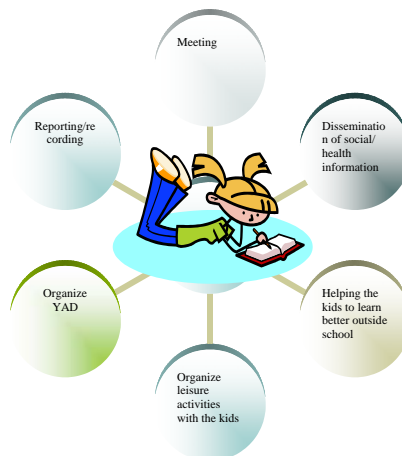 Meeting
Reporting/re
cording
Disseminatio
n of social/
health
information
Organize
YAD
Helping the
kids to learn
better outside
school
Organize
leisure
activities
with the kids